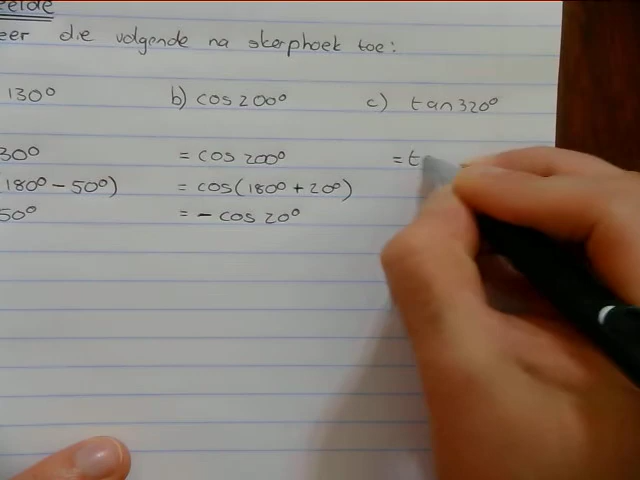 eer die volgende na skerphoek toe:
130° b) cos 200° c) tan 320°
30° = cos 200° = t
(180° - 50°) = cos(180° + 20°)
50° = - cos 20°